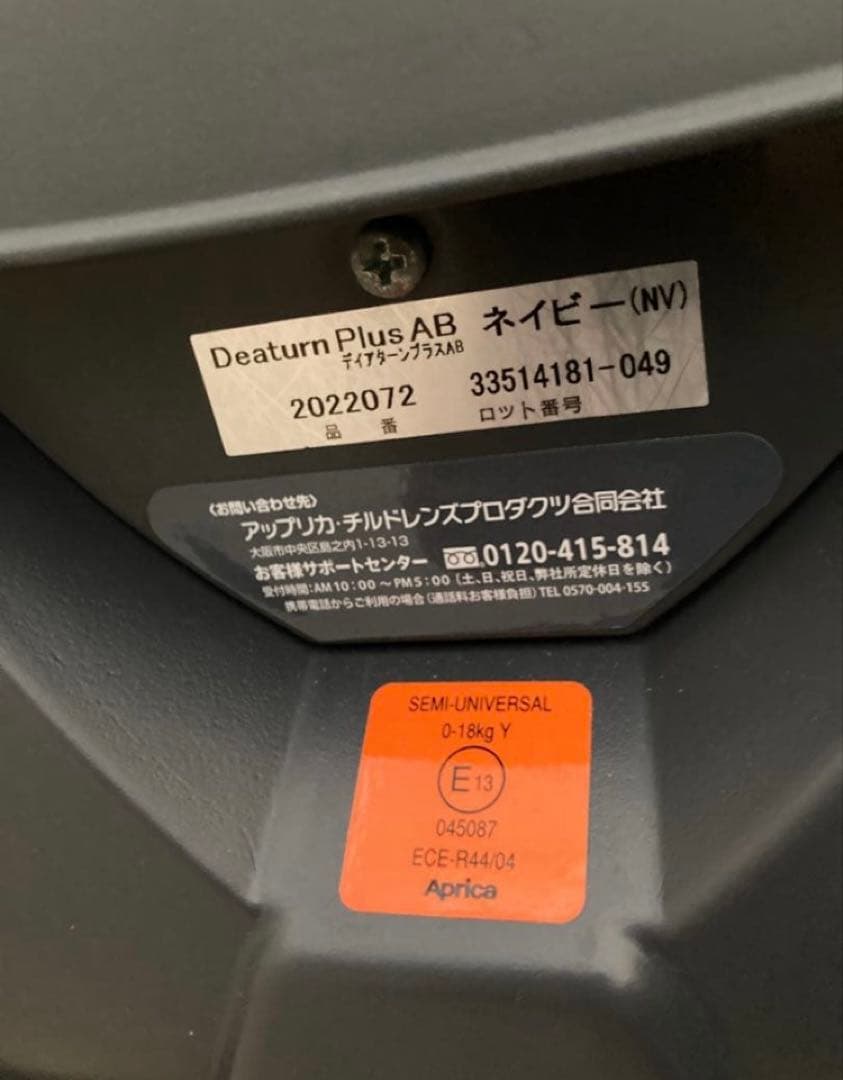 Deaturn Plus AB ネイビー(NV)
ディアターンプラスAB
2022072 33514181-049
品 番 ロット番号
〈お問い合わせ先〉
アップリカ・チルドレンズプロダクツ合同会社
大阪市中央区島之内1-13-13
お客様サポートセンター 0120-415-814
受付時間:AM10:00〜PM5:00(土、日、祝日、弊社所定休日を除く)
携帯電話からご利用の場合(通話料お客様負担)TEL 0570-004-155
SEMI-UNIVERSAL
0-18kg Y
E13
045087
ECE-R44/04
Aprica